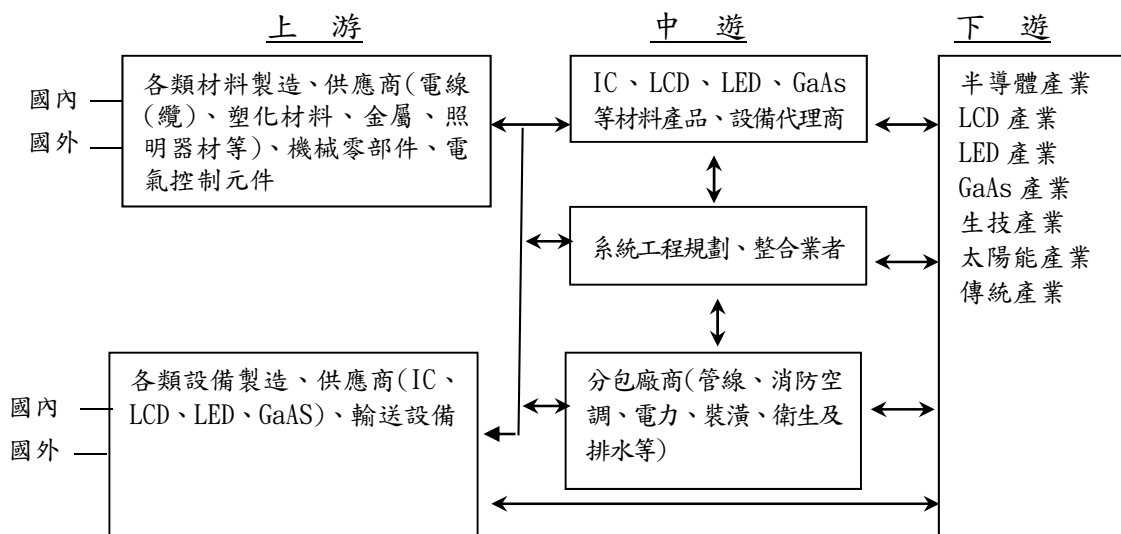 上 游
中 遊
下 遊
國內
國外
各類材料製造、供應商(電線
(纜)、塑化材料、金屬、照
明器材等)、機械零部件、電
氣控制元件
IC、LCD、LED、GaAs
等材料產品、設備代理商
系統工程規劃、整合業者
半導體產業
LCD 產業
LED 產業
GaAs 產業
生技產業
太陽能產業
傳統產業
國內
國外
各類設備製造、供應商(IC、
LCD、LED、GaAS)、輸送設備
分包廠商(管線、消防空
調、電力、裝潢、衛生及
排水等)